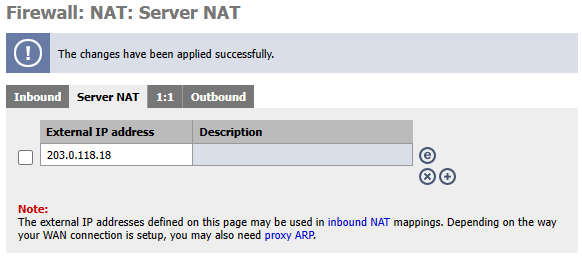 Firewall: NAT: Server NAT
The changes have been applied successfully.
Inbound Server NAT 1:1 Outbound
External IP address Description
203.0.118.18
Note:
The external IP addresses defined on this page may be used in inbound NAT mappings. Depending on the way
your WAN connection is setup, you may also need proxy ARP.